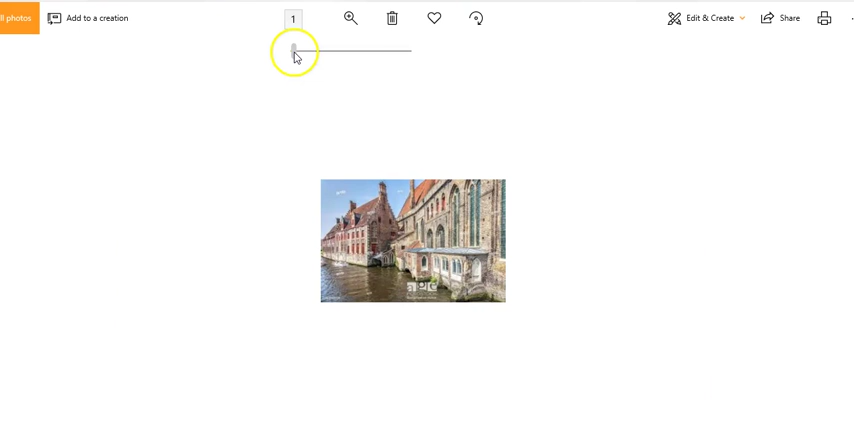 ll photos
Add to a creation
1
Edit & Create
Share